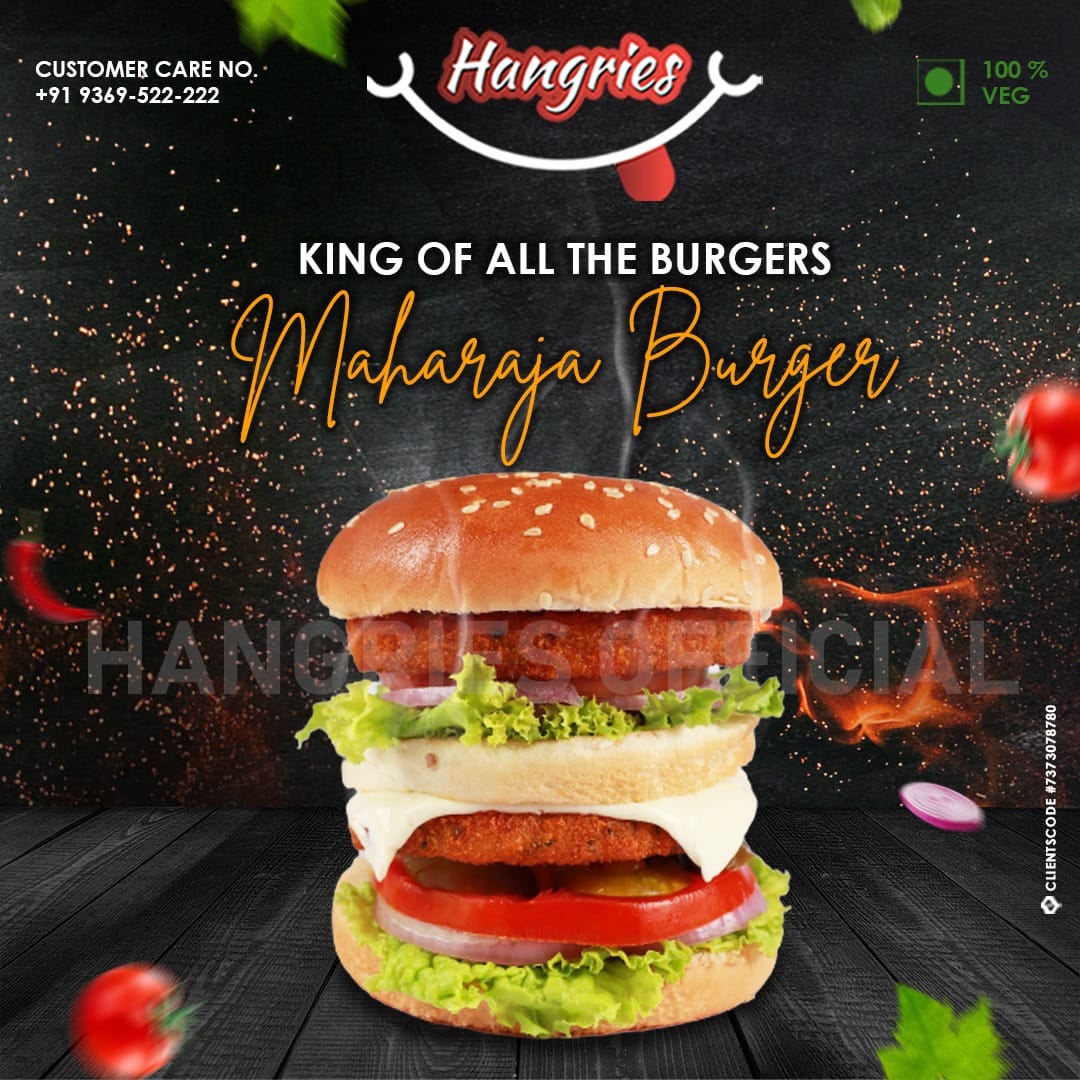 CUSTOMER CARE NO.
+91 9369-522-222
Hangries
100 %
VEG
KING OF ALL THE BURGERS
Maharaja Burger
HANGRIES OFFICIAL
CLIENTSCODE #7373078780